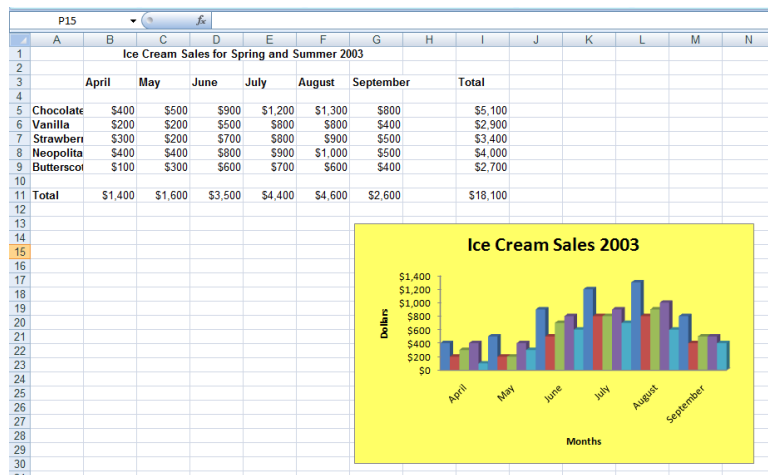 P15 fx
A B C D E F G H I J K L M N
1 Ice Cream Sales for Spring and Summer 2003
2
3 April May June July August September Total
4
5 Chocolate $400 $500 $900 $1,200 $1,300 $800 $5,100
6 Vanilla $200 $200 $500 $800 $800 $400 $2,900
7 Strawberr $300 $200 $700 $800 $900 $500 $3,400
8 Neopolita $400 $400 $800 $900 $1,000 $500 $4,000
9 Butterscot $100 $300 $600 $700 $600 $400 $2,700
10
11 Total $1,400 $1,600 $3,500 $4,400 $4,600 $2,600 $18,100
12
13
14
15
16
17
18
19
20
21
22
23
24
25
26
27
28
29
30
Ice Cream Sales 2003
$1,400
$1,200
$1,000
$800
$600
$400
$200
$0
Dollars
April May June July August September
Months